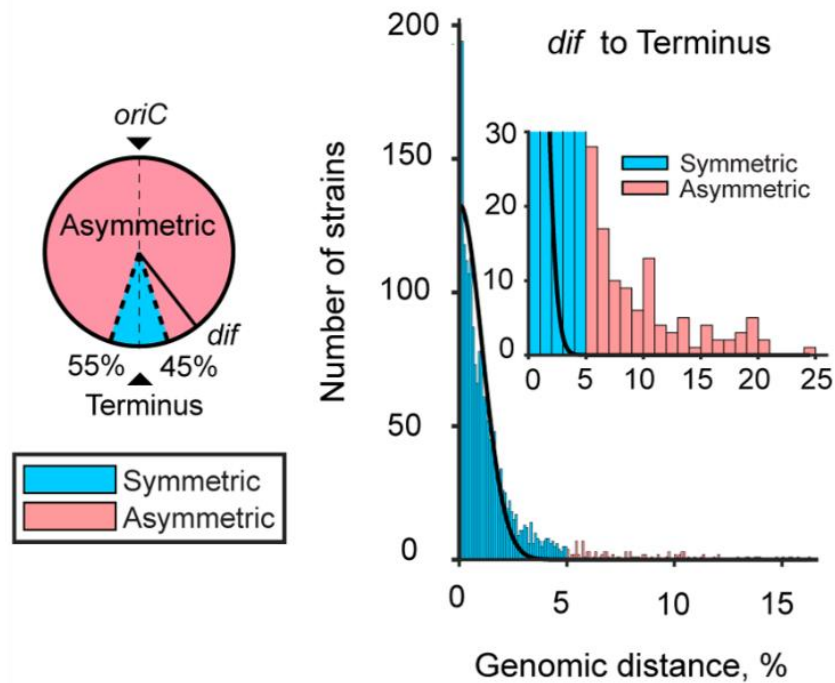 oriC
Asymmetric
dif
55% 45%
Terminus
Symmetric
Asymmetric
dif to Terminus
Number of strains
200
150
100
50
0
0 5 10 15
Genomic distance, %
30
20
10
0
0 5 10 15 20 25
Symmetric
Asymmetric